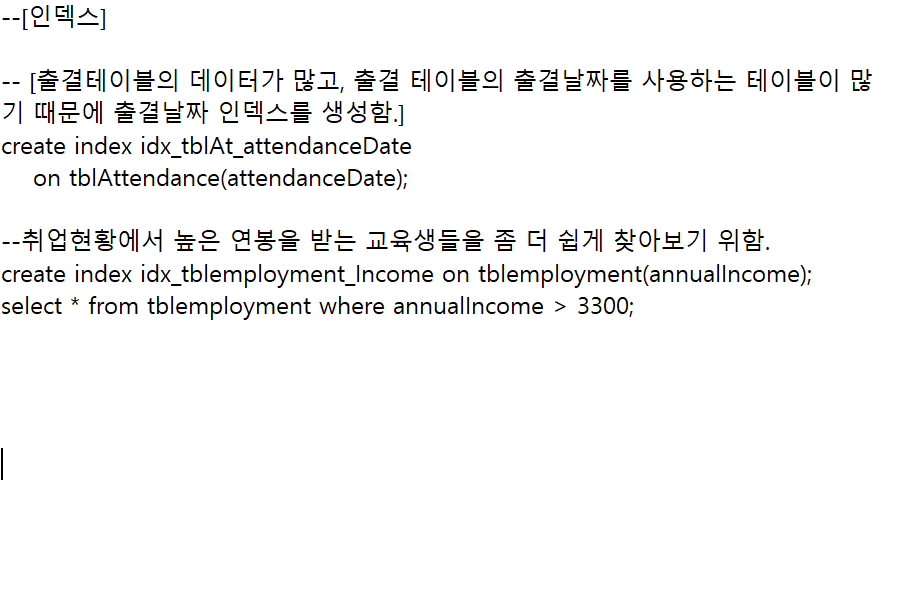 --[인덱스]
-- [출결테이블의 데이터가 많고, 출결 테이블의 출결날짜를 사용하는 테이블이 많
기 때문에 출결날짜 인덱스를 생성함.]
create index idx_tblAt_attendanceDate
on tblAttendance(attendanceDate);
--취업현황에서 높은 연봉을 받는 교육생들을 좀 더 쉽게 찾아보기 위함.
create index idx_tblemployment_Income on tblemployment(annualIncome);
select * from tblemployment where annualIncome > 3300;